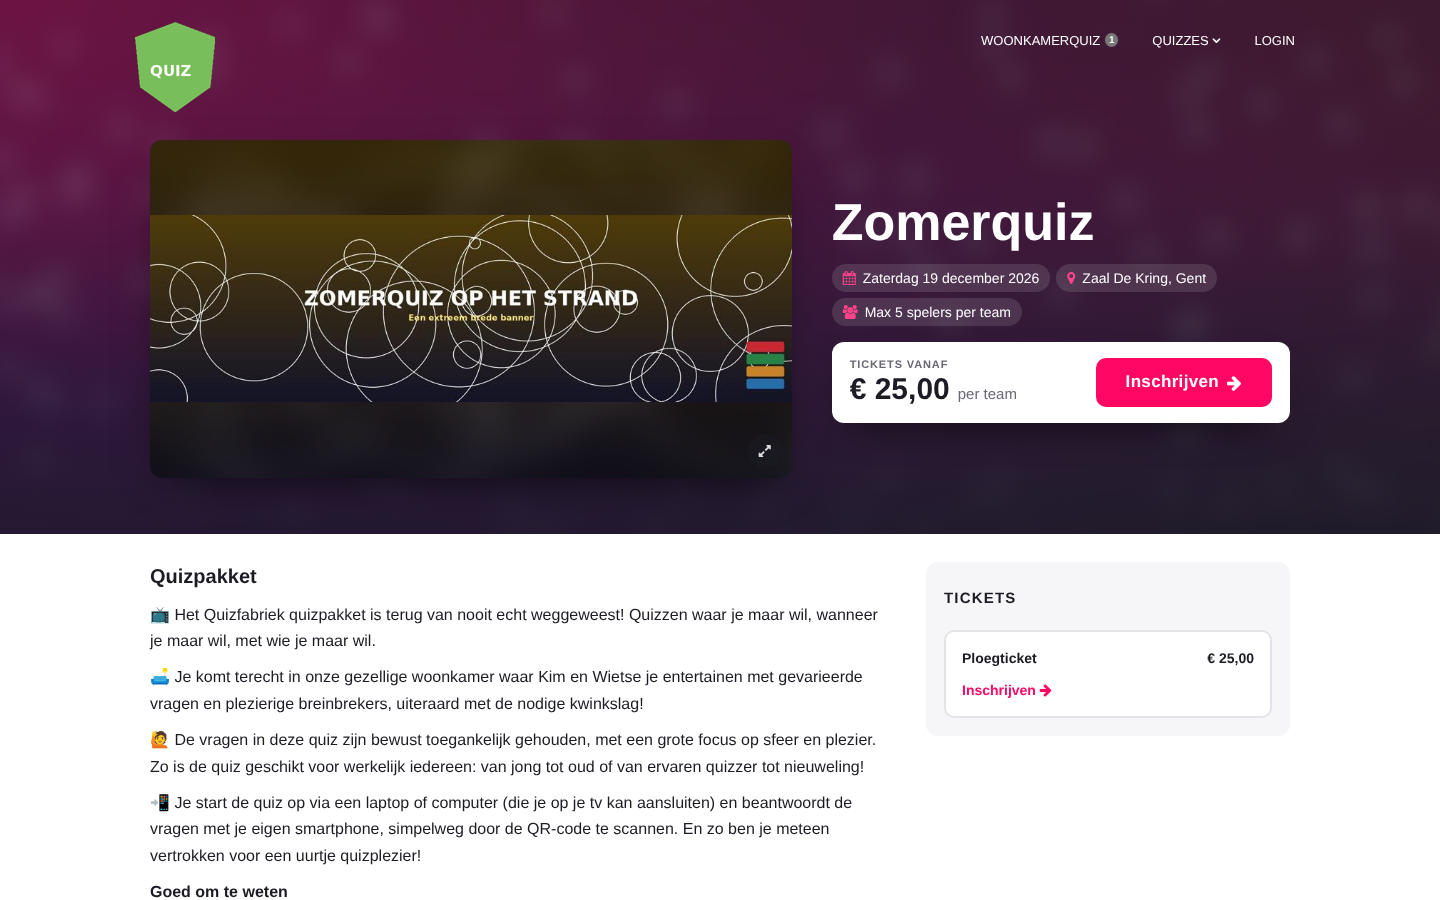 QUIZ
WOONKAMERQUIZ 1
QUIZZES
LOGIN
ZOMERQUIZ OP HET STRAND
Een extreem brede banner
Zomerquiz
Zaterdag 19 december 2026
Zaal De Kring, Gent
Max 5 spelers per team
TICKETS VANAF
€ 25,00 per team
Inschrijven
Quizpakket
📺 Het Quizfabriek quizpakket is terug van nooit echt weggeweest! Quizzen waar je maar wil, wanneer
je maar wil, met wie je maar wil.
🛋️ Je komt terecht in onze gezellige woonkamer waar Kim en Wietse je entertainen met gevarieerde
vragen en plezierige breinbrekers, uiteraard met de nodige kwinkslag!
🙋 De vragen in deze quiz zijn bewust toegankelijk gehouden, met een grote focus op sfeer en plezier.
Zo is de quiz geschikt voor werkelijk iedereen: van jong tot oud of van ervaren quizzer tot nieuweling!
📲 Je start de quiz op via een laptop of computer (die je op je tv kan aansluiten) en beantwoordt de
vragen met je eigen smartphone, simpelweg door de QR-code te scannen. En zo ben je meteen
vertrokken voor een uurtje quizplezier!
Goed om te weten
TICKETS
Ploegticket € 25,00
Inschrijven